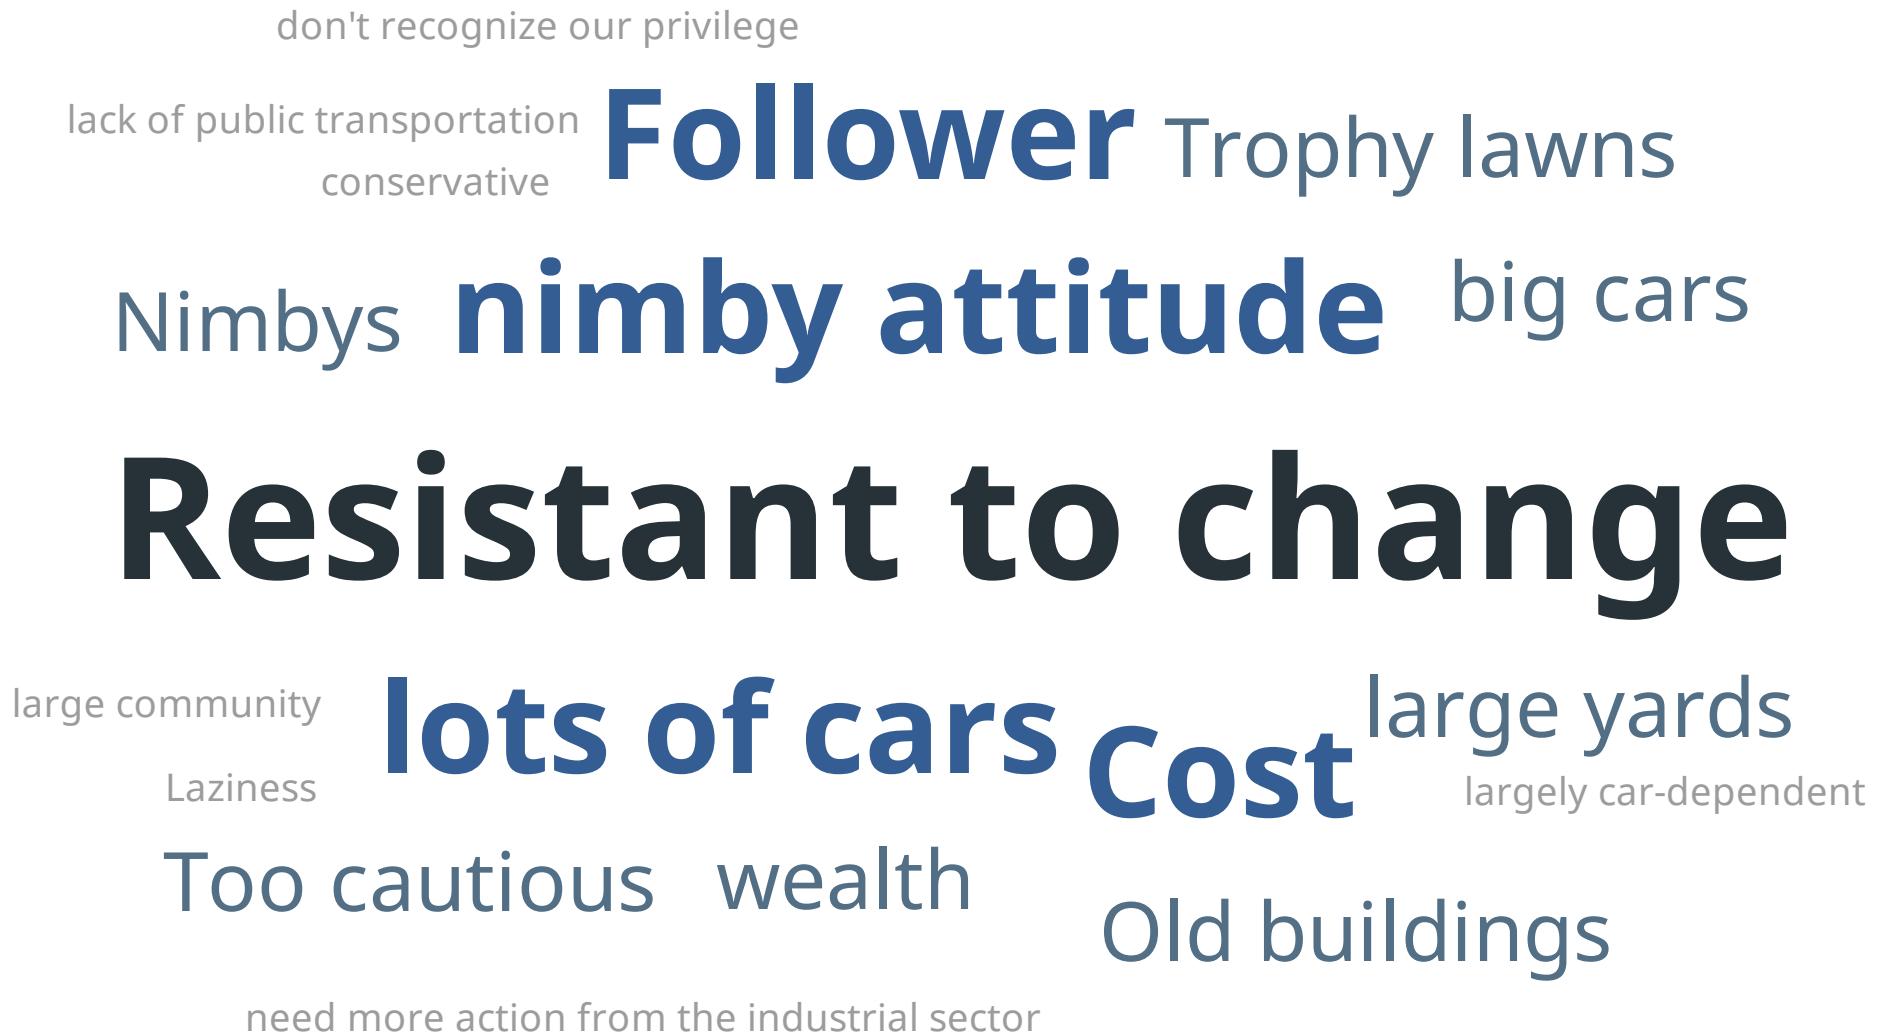 don't recognize our privilege
lack of public transportation
Follower
Trophy lawns
conservative
Nimbys
nimby attitude
big cars
Resistant to change
large community
lots of cars
large yards
Cost
Laziness
largely car-dependent
Too cautious
wealth
Old buildings
need more action from the industrial sector